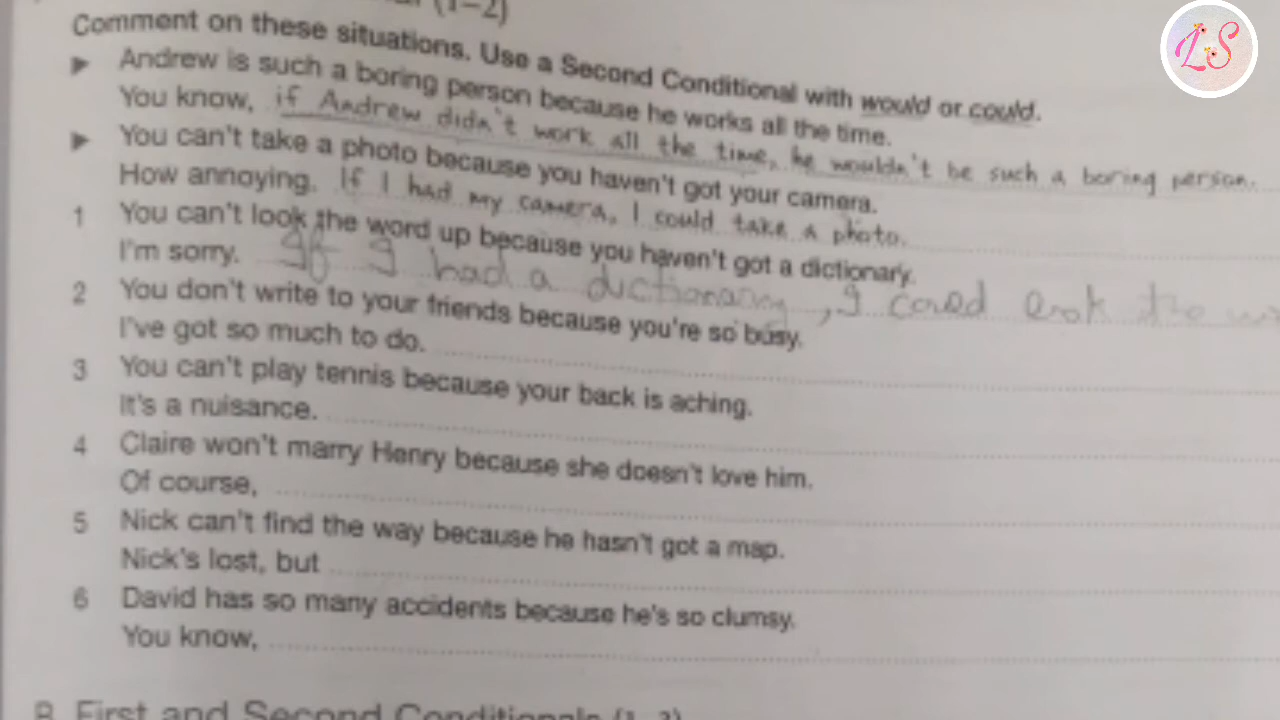 (1–2)
Comment on these situations. Use a Second Conditional with would or could.
▶ Andrew is such a boring person because he works all the time.
You know, if Andrew didn't work all the time, he wouldn't be such a boring person.
▶ You can't take a photo because you haven't got your camera.
How annoying. If I had my camera, I could take a photo.
1 You can't look the word up because you haven't got a dictionary.
I'm sorry. If I had a dictionary, I could look the
2 You don't write to your friends because you're so busy.
I've got so much to do.
3 You can't play tennis because your back is aching.
It's a nuisance.
4 Claire won't marry Henry because she doesn't love him.
Of course,
5 Nick can't find the way because he hasn't got a map.
Nick's lost, but
6 David has so many accidents because he's so clumsy.
You know,
First and Second Conditionals
LS